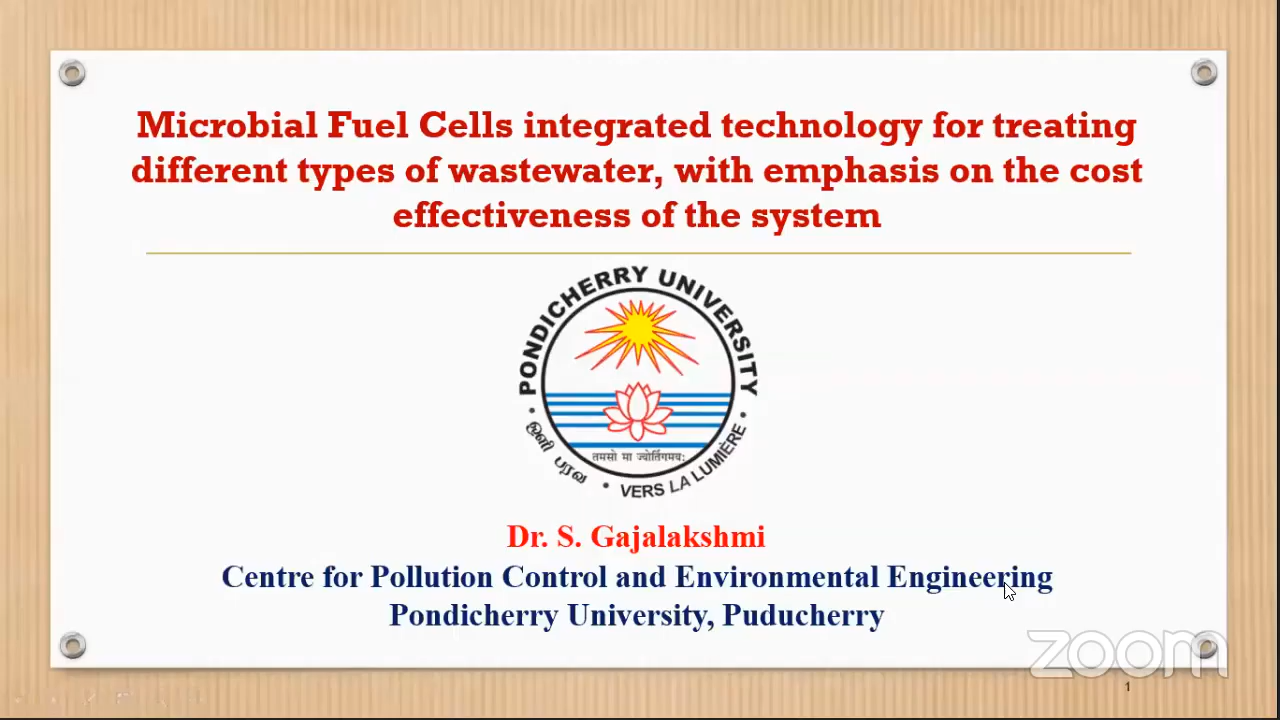 Microbial Fuel Cells integrated technology for treating
different types of wastewater, with emphasis on the cost
effectiveness of the system
PONDICHERRY UNIVERSITY
तमसो मा ज्योतिर्गमयः
ஒளி பரவ • VERS LA LUMIÈRE
Dr. S. Gajalakshmi
Centre for Pollution Control and Environmental Engineering
Pondicherry University, Puducherry
zoom
1